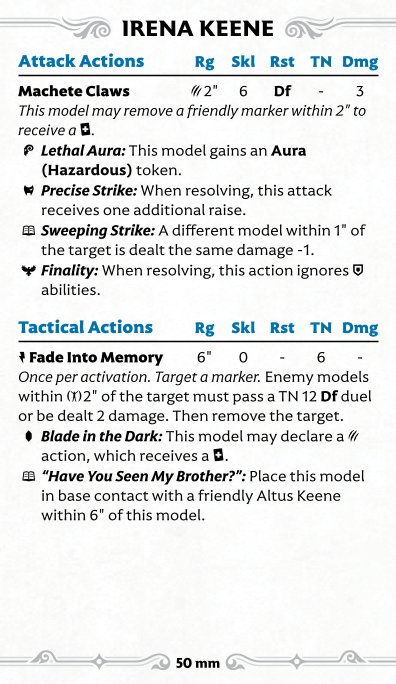 IRENA KEENE
Attack Actions Rg Skl Rst TN Dmg
Machete Claws 2" 6 Df - 3
This model may remove a friendly marker within 2" to
receive a .
Lethal Aura: This model gains an Aura
(Hazardous) token.
Precise Strike: When resolving, this attack
receives one additional raise.
Sweeping Strike: A different model within 1" of
the target is dealt the same damage -1.
Finality: When resolving, this action ignores
abilities.
Tactical Actions Rg Skl Rst TN Dmg
Fade Into Memory 6" 0 - 6 -
Once per activation. Target a marker. Enemy models
within 2" of the target must pass a TN 12 Df duel
or be dealt 2 damage. Then remove the target.
Blade in the Dark: This model may declare a
action, which receives a .
“Have You Seen My Brother?”: Place this model
in base contact with a friendly Altus Keene
within 6" of this model.
50 mm